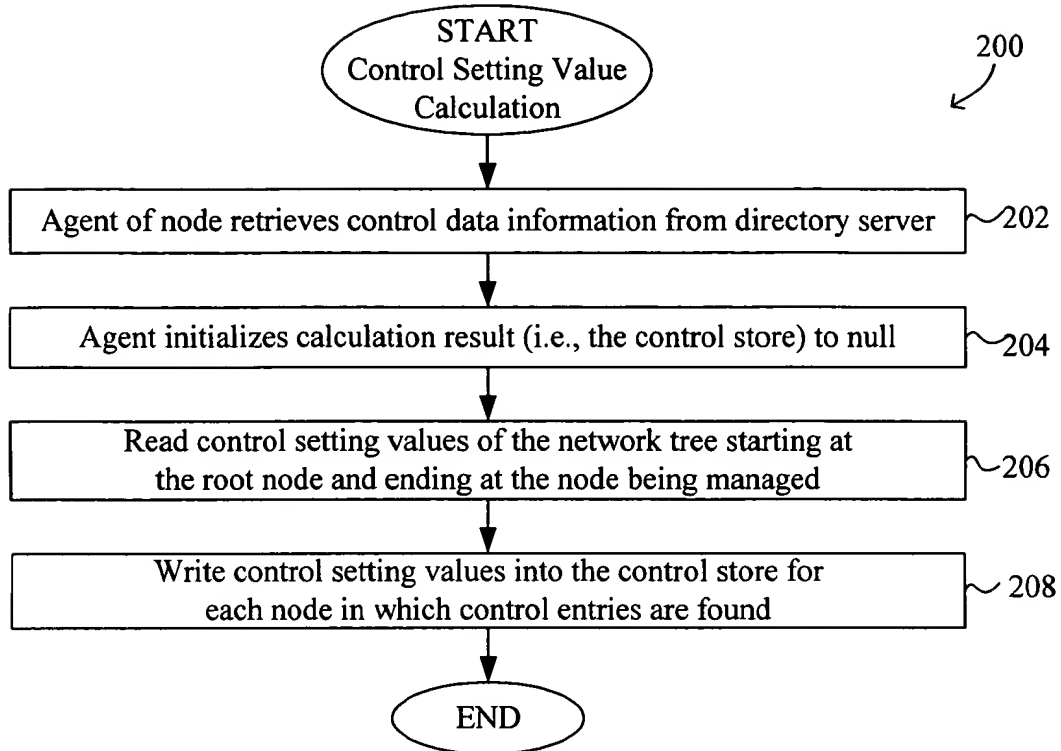 START
Control Setting Value
Calculation
200
Agent of node retrieves control data information from directory server
202
Agent initializes calculation result (i.e., the control store) to null
204
Read control setting values of the network tree starting at
the root node and ending at the node being managed
206
Write control setting values into the control store for
each node in which control entries are found
208
END